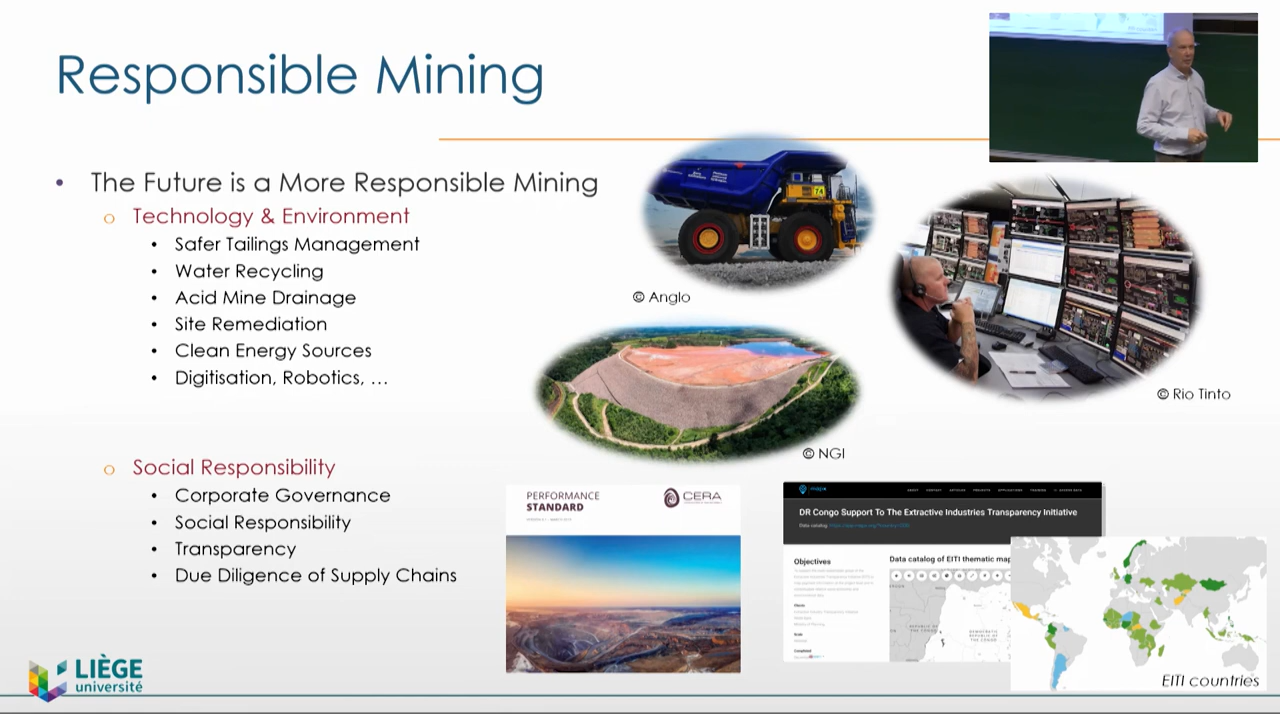 Responsible Mining
• The Future is a More Responsible Mining
o Technology & Environment
• Safer Tailings Management
• Water Recycling
• Acid Mine Drainage
• Site Remediation
• Clean Energy Sources
• Digitisation, Robotics, …
o Social Responsibility
• Corporate Governance
• Social Responsibility
• Transparency
• Due Diligence of Supply Chains
74
© Anglo
© Rio Tinto
© NGI
PERFORMANCE
STANDARD
CERA
DR Congo Support To The Extractive Industries Transparency Initiative
Data catalog:
Objectives
Data catalog of EITI thematic map
EITI countries
LIÈGE
université